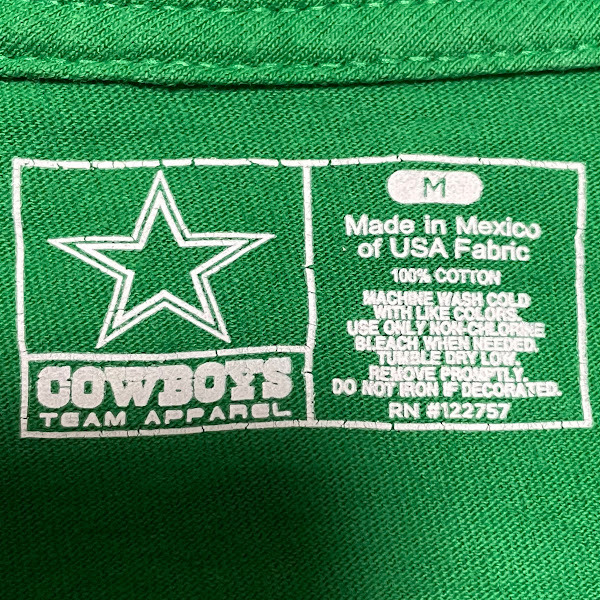 COWBOYS
TEAM APPAREL
M
Made in Mexico
of USA Fabric
100% COTTON
MACHINE WASH COLD
WITH LIKE COLORS.
USE ONLY NON-CHLORINE
BLEACH WHEN NEEDED.
TUMBLE DRY LOW.
REMOVE PROMPTLY.
DO NOT IRON IF DECORATED.
RN #122757